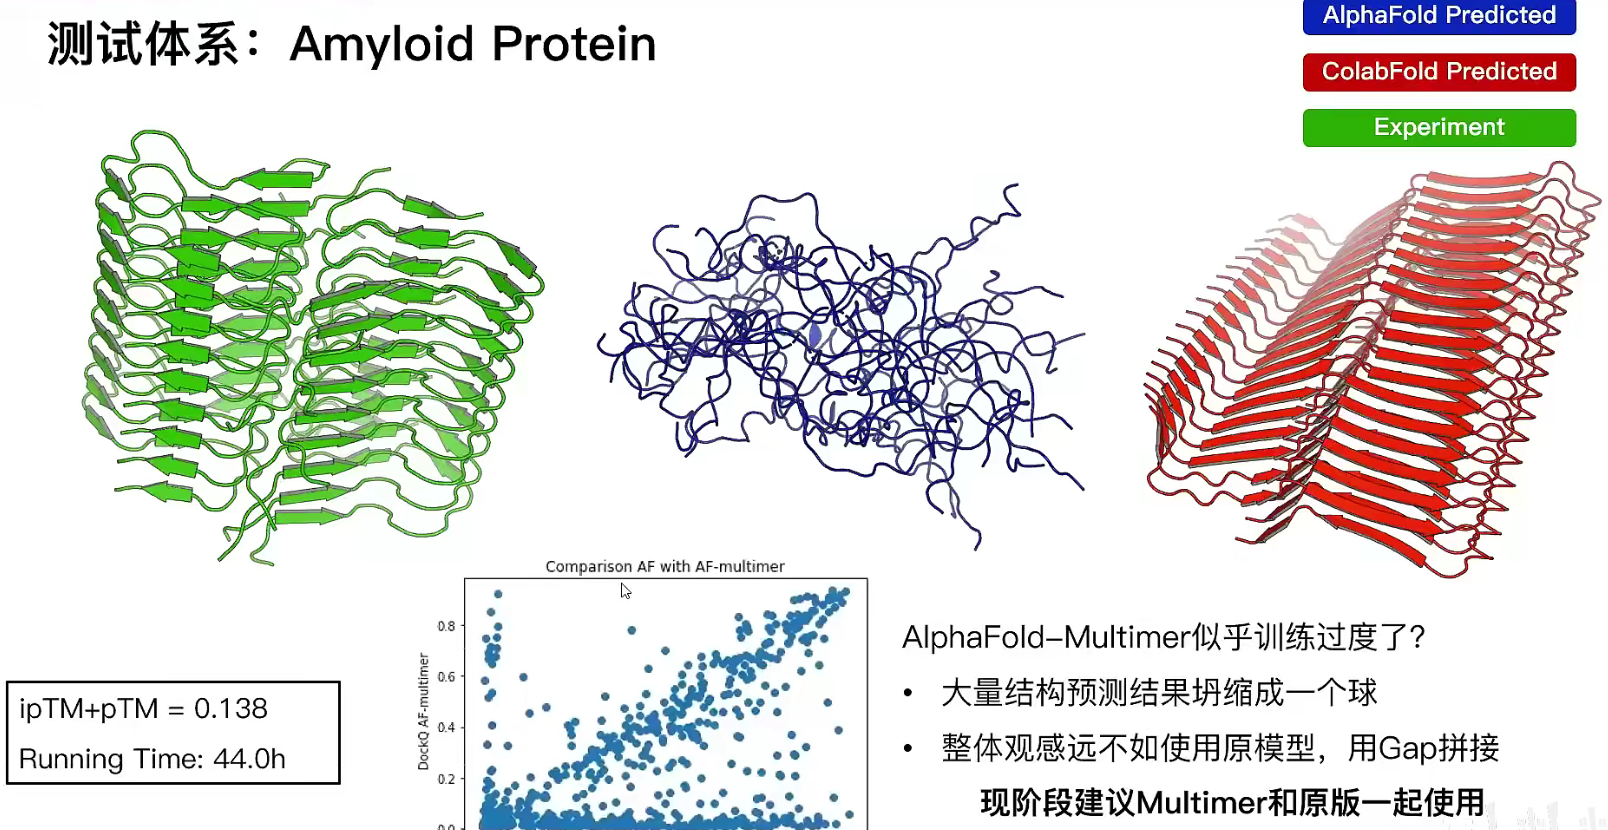 测试体系：Amyloid Protein
AlphaFold Predicted
ColabFold Predicted
Experiment
ipTM+pTM = 0.138
Running Time: 44.0h
Comparison AF with AF-multimer
DockQ AF-multimer
0.8
0.6
0.4
0.2
0.0
AlphaFold-Multimer似乎训练过度了？
• 大量结构预测结果坍缩成一个球
• 整体观感远不如使用原模型，用Gap拼接
现阶段建议Multimer和原版一起使用